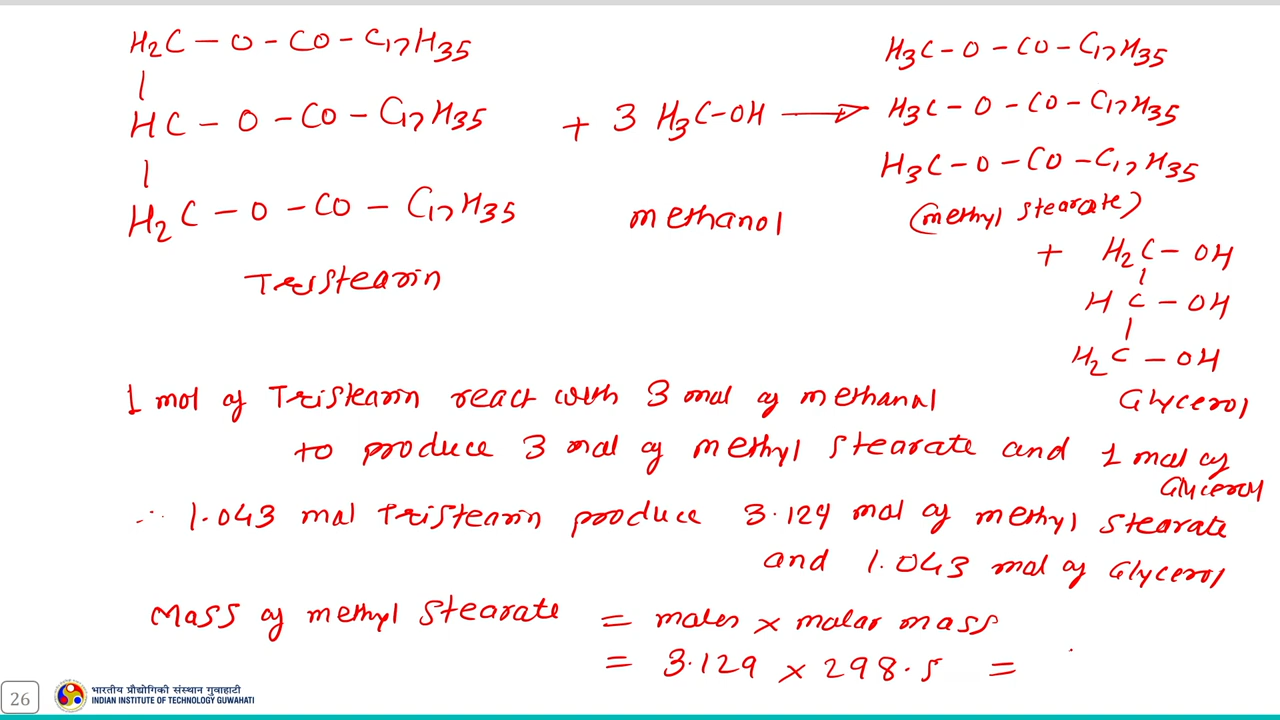 H2C - O - CO - C17H35
H3C - O - CO - C17H35
|
HC - O - CO - C17H35
+ 3 H3C-OH →
H3C - O - CO - C17H35
|
H3C - O - CO - C17H35
H2C - O - CO - C17H35
methanol
(methyl stearate)
Tristearin
+ H2C - OH
|
HC - OH
|
H2C - OH
Glycerol
1 mol of Tristearin react with 3 mol of methanol
to produce 3 mol of methyl stearate and 1 mol of
Glycerol
∴ 1.043 mol Tristearin produce 3.129 mol of methyl stearate
and 1.043 mol of Glycerol
Mass of methyl stearate = moles × molar mass
= 3.129 × 298.5 =
26
भारतीय प्रौद्योगिकी संस्थान गुवाहाटी
INDIAN INSTITUTE OF TECHNOLOGY GUWAHATI